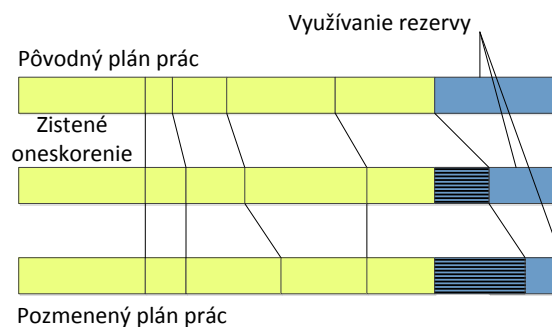 Využívanie rezervy
Pôvodný plán prác
Zistené
oneskorenie
Pozmenený plán prác